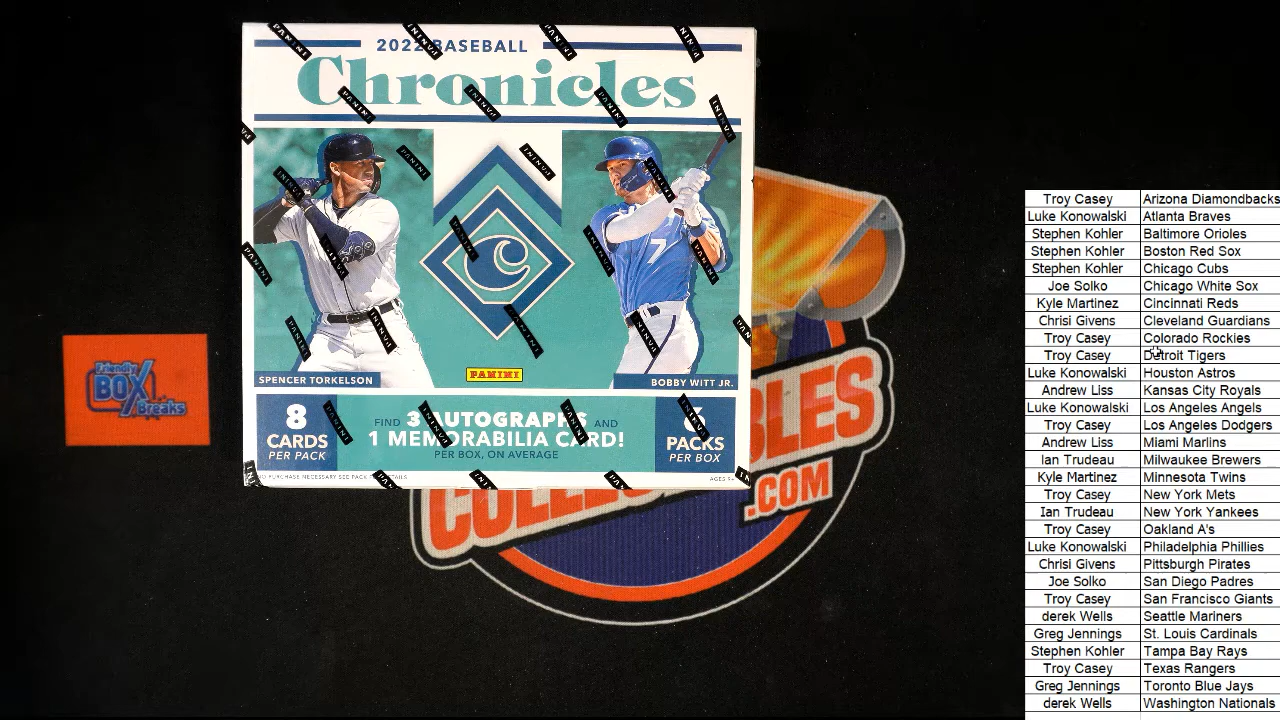 2022 BASEBALL
Chronicles
SPENCER TORKELSON
PANINI
BOBBY WITT JR.
8
CARDS
PER PACK
FIND 3 AUTOGRAPHS AND
1 MEMORABILIA CARD!
PER BOX, ON AVERAGE
6
PACKS
PER BOX
AGES 9+
Friendly
BOX
Breaks
COLLEC
BLES
.COM
Troy Casey Arizona Diamondbacks
Luke Konowalski Atlanta Braves
Stephen Kohler Baltimore Orioles
Stephen Kohler Boston Red Sox
Stephen Kohler Chicago Cubs
Joe Solko Chicago White Sox
Kyle Martinez Cincinnati Reds
Chrisi Givens Cleveland Guardians
Troy Casey Colorado Rockies
Troy Casey Detroit Tigers
Luke Konowalski Houston Astros
Andrew Liss Kansas City Royals
Luke Konowalski Los Angeles Angels
Troy Casey Los Angeles Dodgers
Andrew Liss Miami Marlins
Ian Trudeau Milwaukee Brewers
Kyle Martinez Minnesota Twins
Troy Casey New York Mets
Ian Trudeau New York Yankees
Troy Casey Oakland A's
Luke Konowalski Philadelphia Phillies
Chrisi Givens Pittsburgh Pirates
Joe Solko San Diego Padres
Troy Casey San Francisco Giants
derek Wells Seattle Mariners
Greg Jennings St. Louis Cardinals
Stephen Kohler Tampa Bay Rays
Troy Casey Texas Rangers
Greg Jennings Toronto Blue Jays
derek Wells Washington Nationals